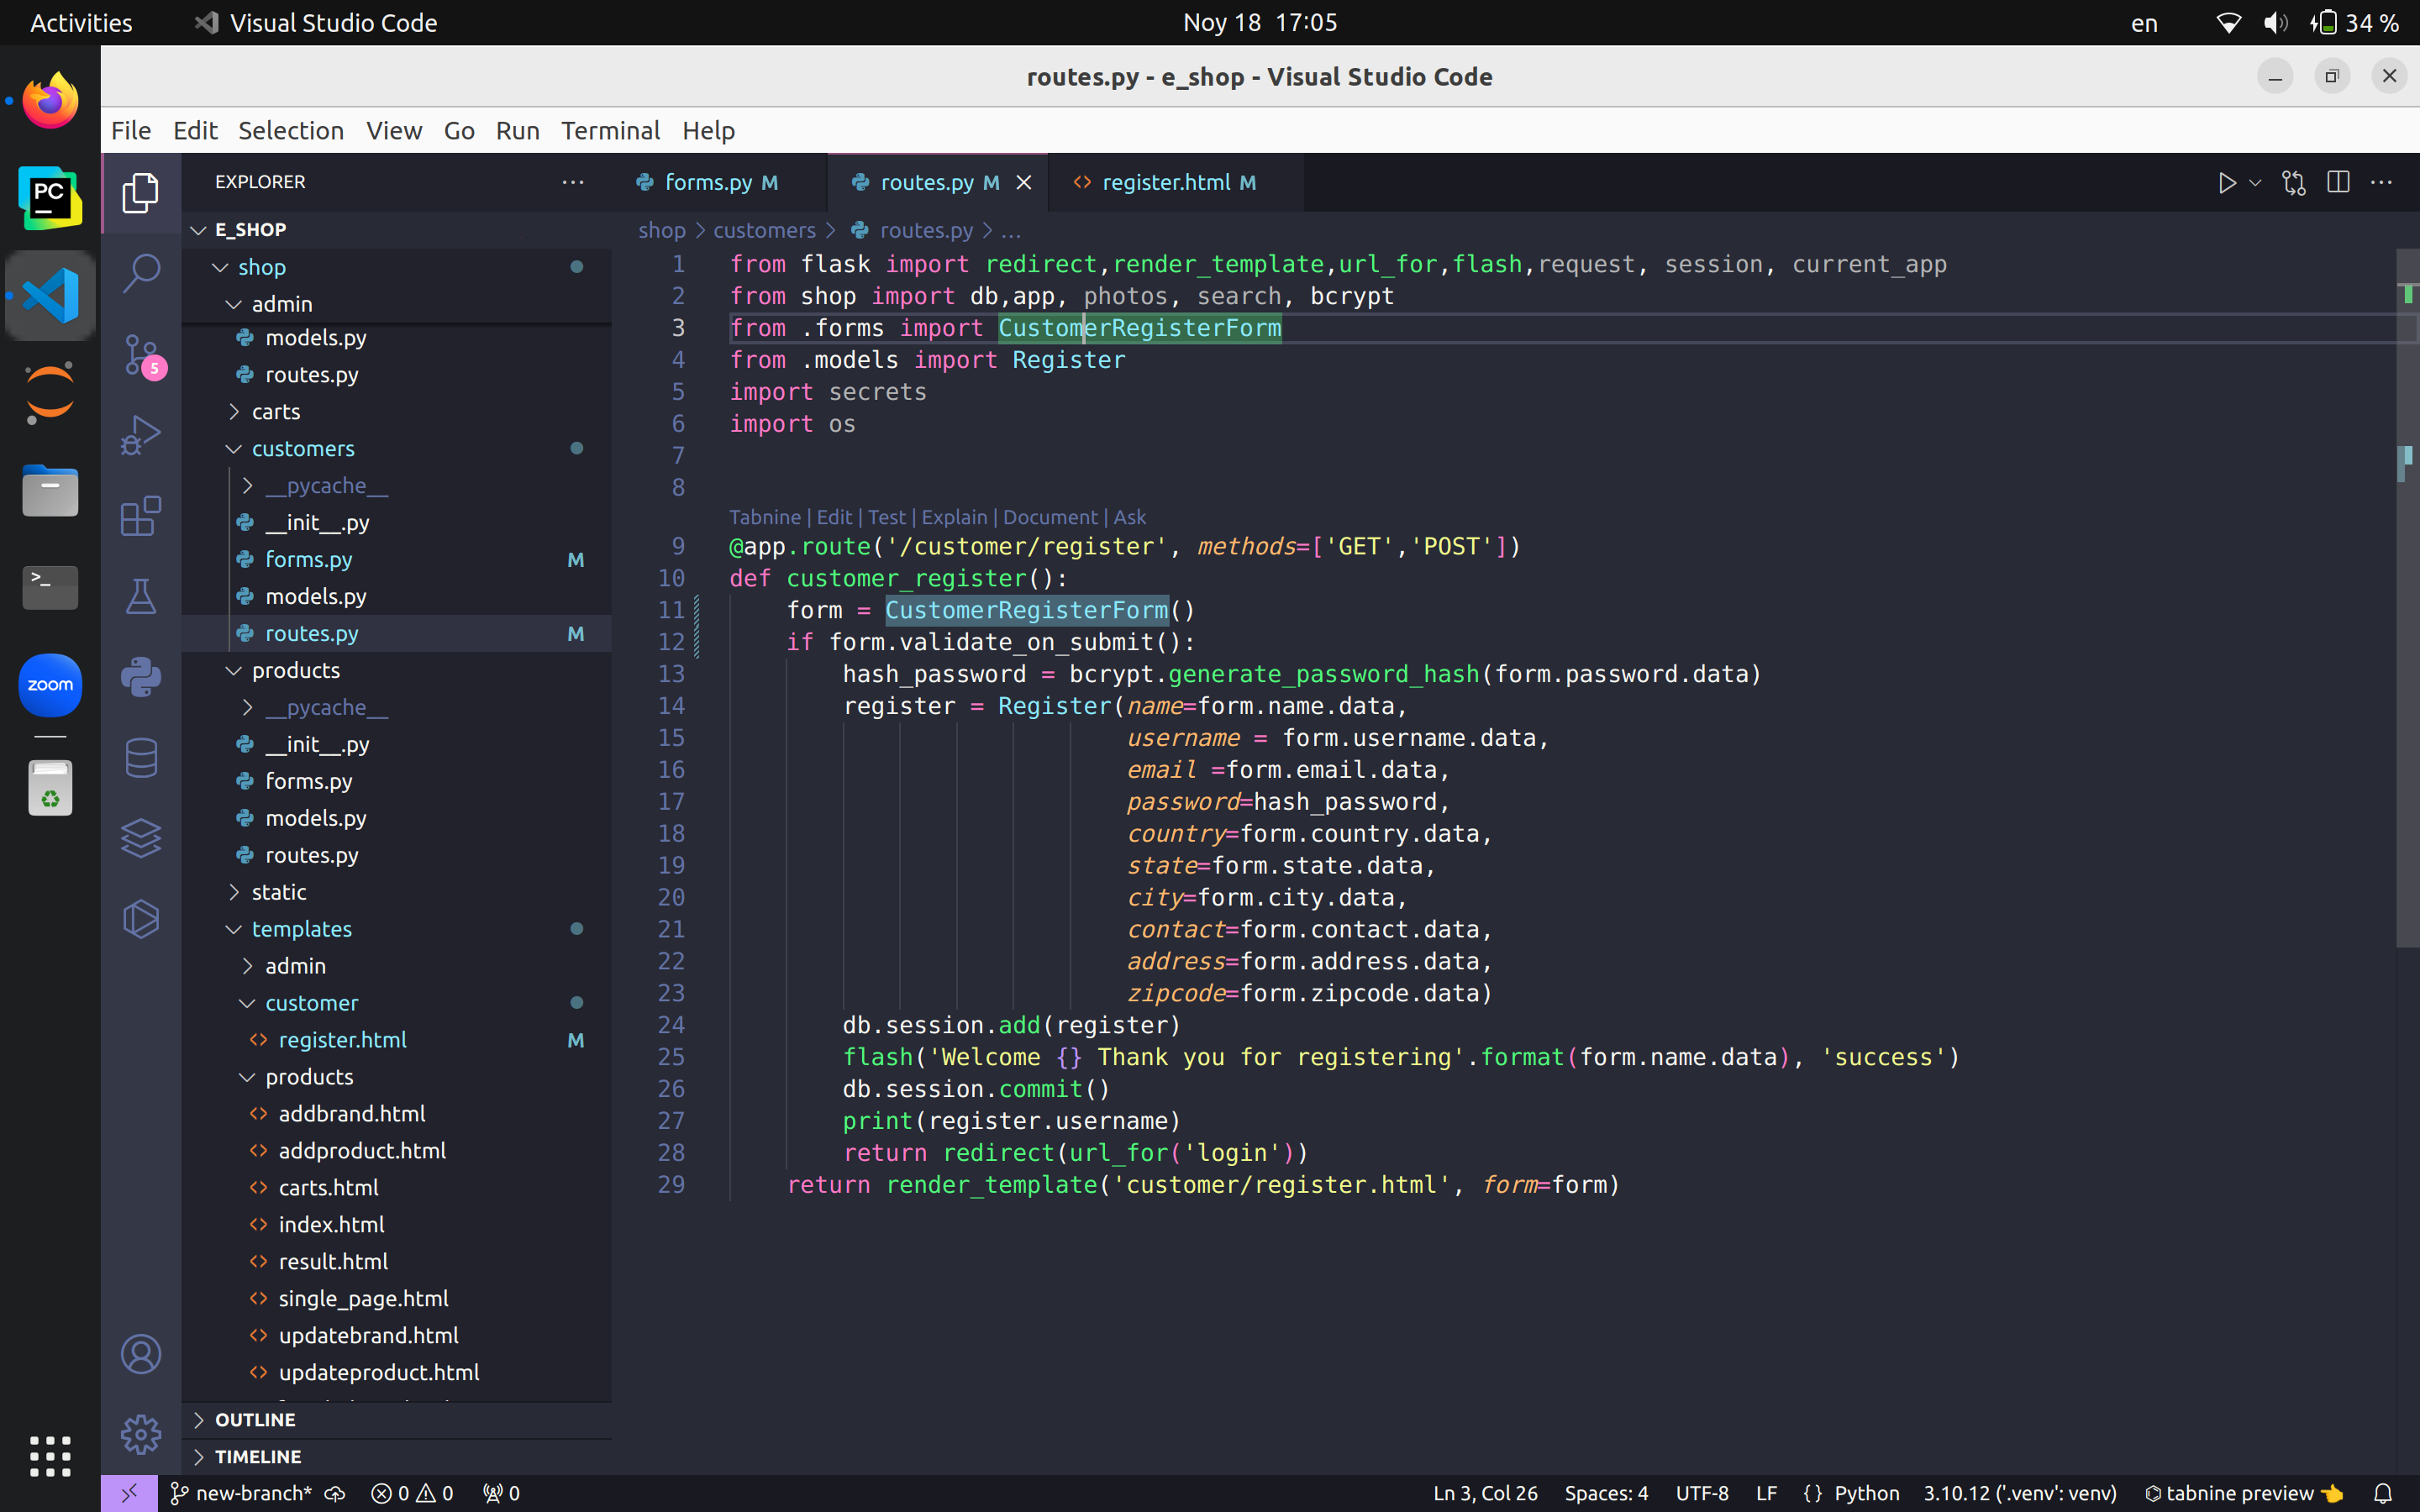 Activities
Visual Studio Code
Noy 18 17:05
en
34 %
routes.py - e_shop - Visual Studio Code
File Edit Selection View Go Run Terminal Help
PC
zoom
5
EXPLORER
E_SHOP
shop
admin
models.py
routes.py
carts
customers
__pycache__
__init__.py
forms.py M
models.py
routes.py M
products
__pycache__
__init__.py
forms.py
models.py
routes.py
static
templates
admin
customer
register.html M
products
addbrand.html
addproduct.html
carts.html
index.html
result.html
single_page.html
updatebrand.html
updateproduct.html
OUTLINE
TIMELINE
forms.py M
routes.py M
register.html M
shop > customers > routes.py > ...
1 from flask import redirect,render_template,url_for,flash,request, session, current_app
2 from shop import db,app, photos, search, bcrypt
3 from .forms import CustomerRegisterForm
4 from .models import Register
5 import secrets
6 import os
7
8
Tabnine | Edit | Test | Explain | Document | Ask
9 @app.route('/customer/register', methods=['GET','POST'])
10 def customer_register():
11 form = CustomerRegisterForm()
12 if form.validate_on_submit():
13 hash_password = bcrypt.generate_password_hash(form.password.data)
14 register = Register(name=form.name.data,
15 username = form.username.data,
16 email =form.email.data,
17 password=hash_password,
18 country=form.country.data,
19 state=form.state.data,
20 city=form.city.data,
21 contact=form.contact.data,
22 address=form.address.data,
23 zipcode=form.zipcode.data)
24 db.session.add(register)
25 flash('Welcome {} Thank you for registering'.format(form.name.data), 'success')
26 db.session.commit()
27 print(register.username)
28 return redirect(url_for('login'))
29 return render_template('customer/register.html', form=form)
new-branch* 0 0 0
Ln 3, Col 26 Spaces: 4 UTF-8 LF {} Python 3.10.12 ('.venv': venv) tabnine preview 👈